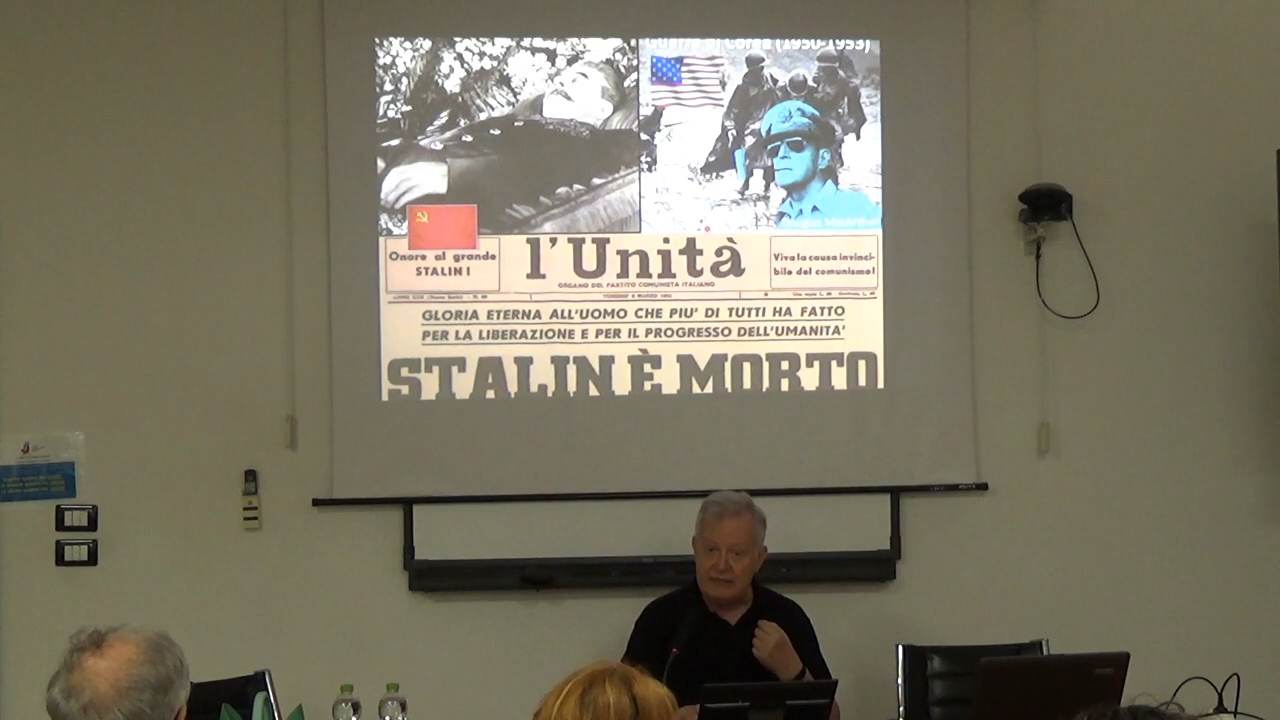 Guerra di Corea (1950-1953)
Onore al grande
STALIN!
l'Unità
ORGANO DEL PARTITO COMUNISTA ITALIANO
Viva la causa invinci-
bile del comunismo!
GLORIA ETERNA ALL'UOMO CHE PIU' DI TUTTI HA FATTO
PER LA LIBERAZIONE E PER IL PROGRESSO DELL'UMANITA'
STALIN È MORTO